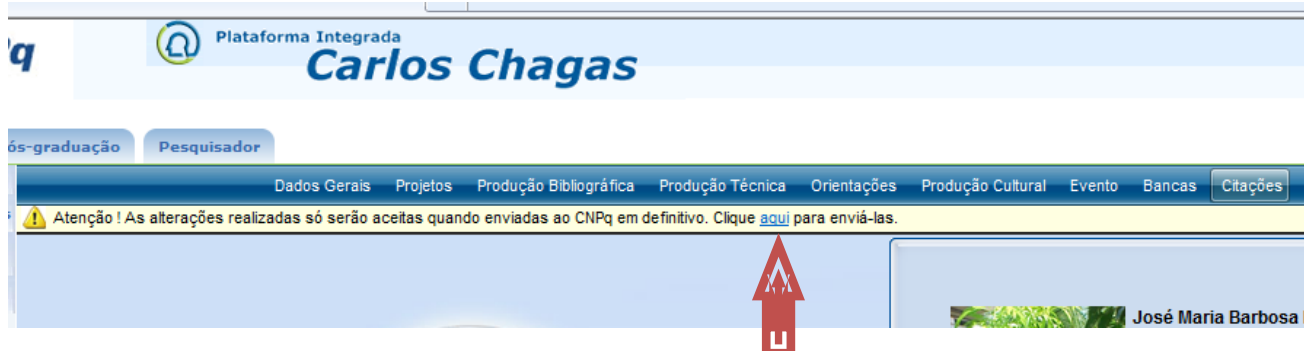 Plataforma Integrada
Carlos Chagas
ós-graduação Pesquisador
Dados Gerais Projetos Produção Bibliográfica Produção Técnica Orientações Produção Cultural Evento Bancas Citações
Atenção ! As alterações realizadas só serão aceitas quando enviadas ao CNPq em definitivo. Clique aqui para enviá-las.
José Maria Barbosa